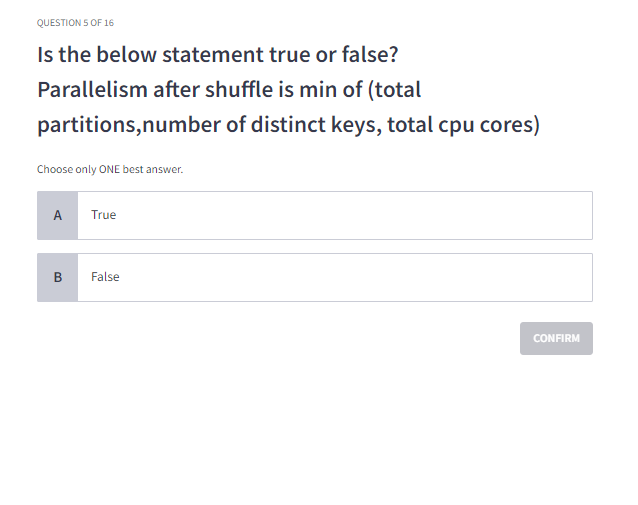 QUESTION 5 OF 16
Is the below statement true or false?
Parallelism after shuffle is min of (total
partitions,number of distinct keys, total cpu cores)
Choose only ONE best answer.
A True
B False
CONFIRM